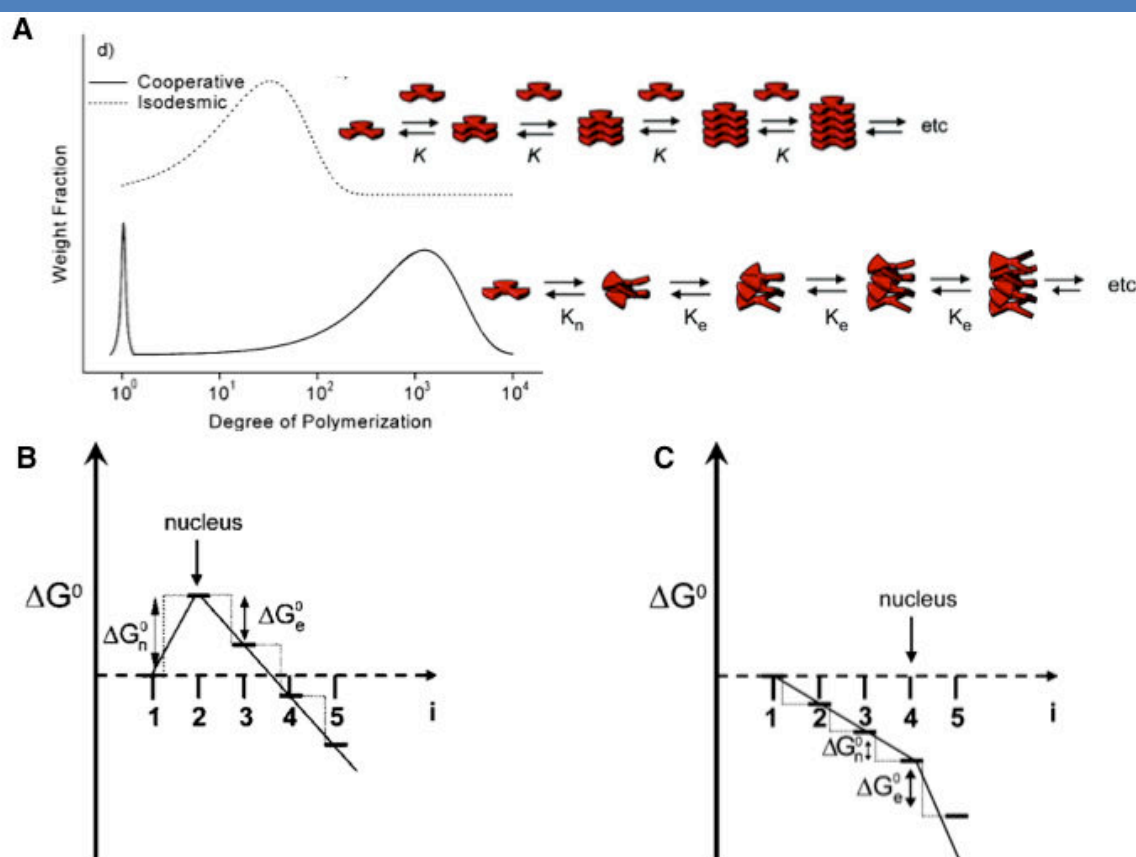 A
d)
Cooperative
Isodesmic
Weight Fraction
K K K K etc
Kn Ke Ke Ke etc
10⁰ 10¹ 10² 10³ 10⁴
Degree of Polymerization
B
nucleus
ΔG⁰
ΔG⁰n
ΔG⁰e
1 2 3 4 5 i
C
nucleus
ΔG⁰
1 2 3 4 5 i
ΔG⁰n
ΔG⁰e